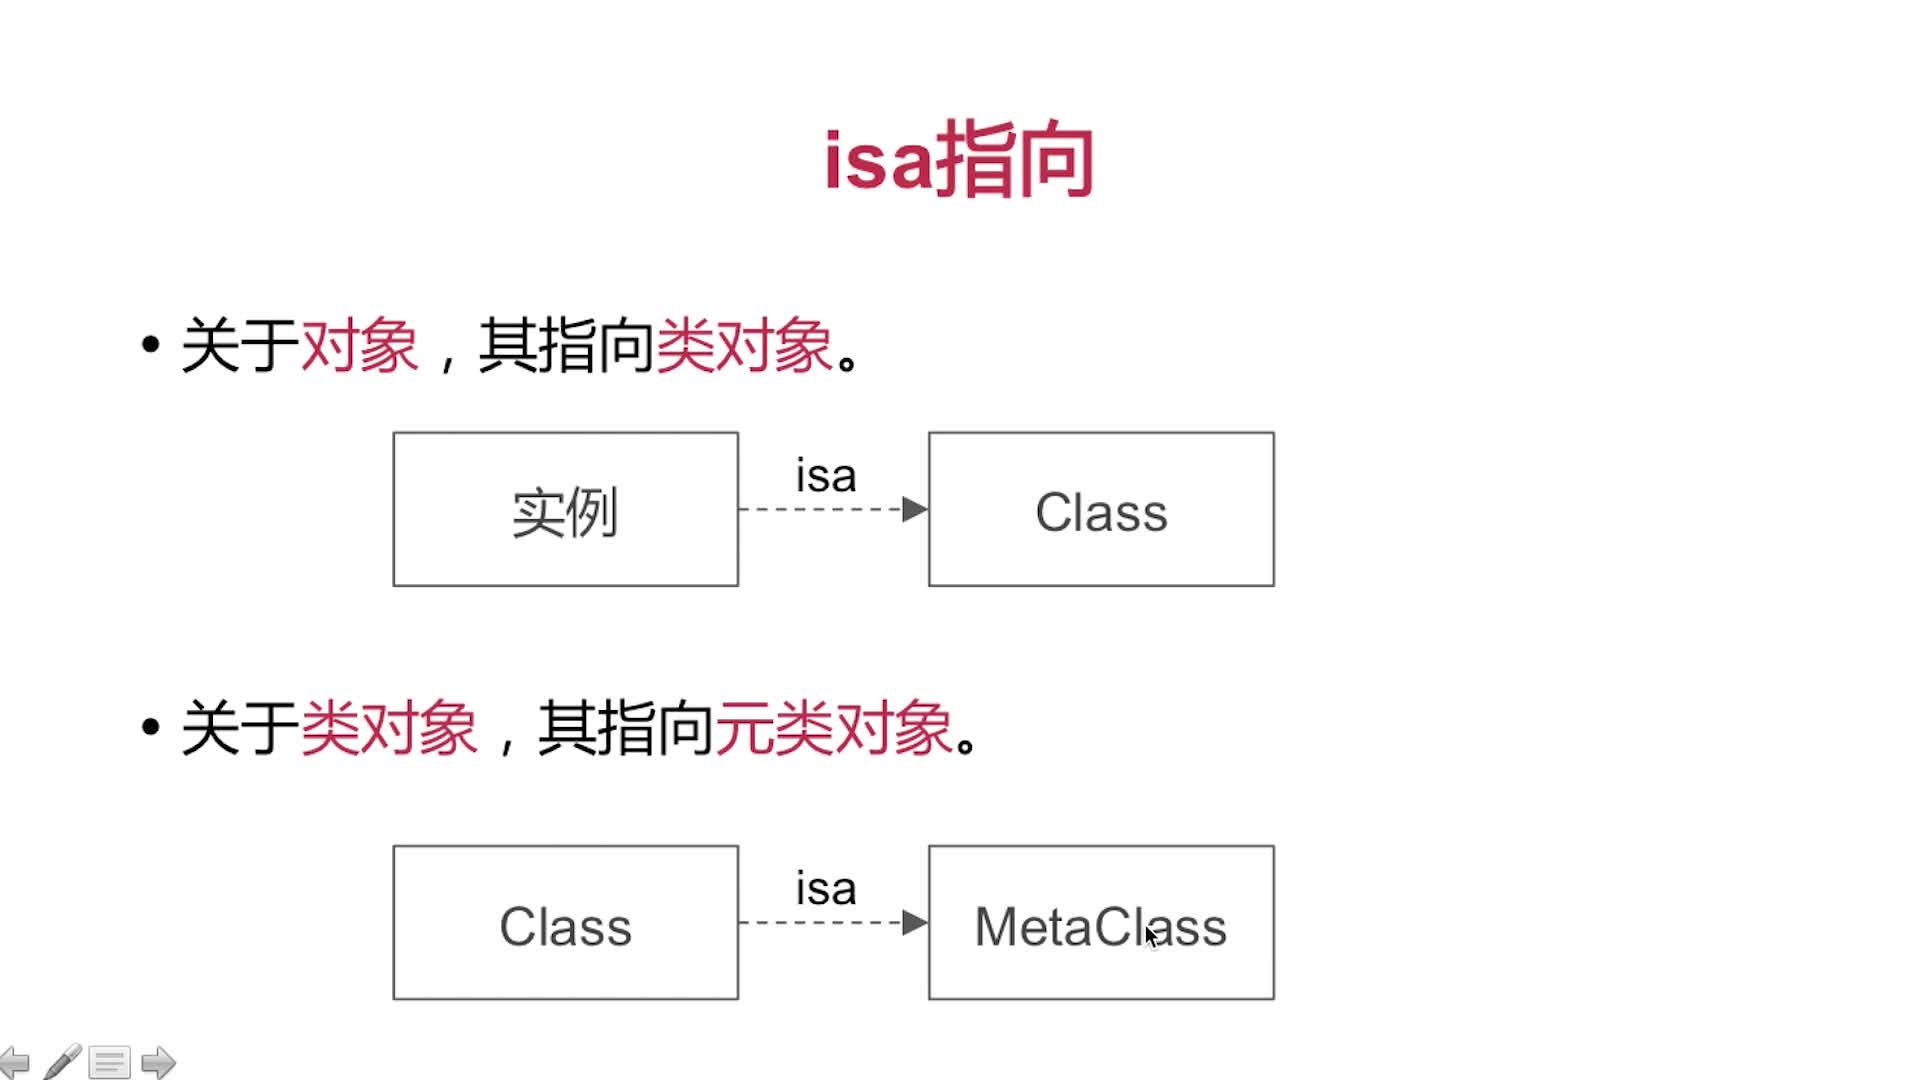 isa指向
• 关于对象，其指向类对象。
实例
isa
Class
• 关于类对象，其指向元类对象。
Class
isa
MetaClass